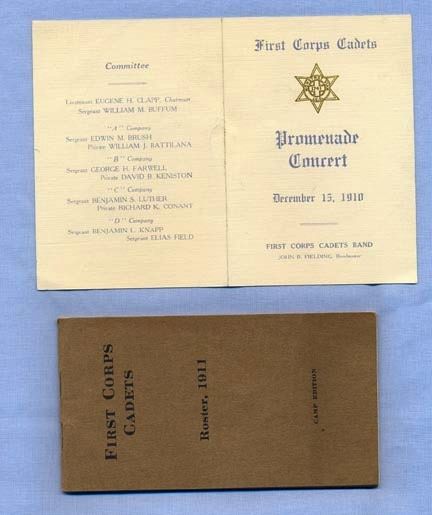 Committee
Lieutenant EUGENE H. CLAPP, Chairman
Sergeant WILLIAM M. BUFFUM
"A" Company
Sergeant EDWIN M. BRUSH
Private WILLIAM J. BATTILANA
"B" Company
Sergeant GEORGE H. FARWELL
Private DAVID B. KENISTON
"C" Company
Sergeant BENJAMIN S. LUTHER
Private RICHARD K. CONANT
"D" Company
Sergeant BENJAMIN L. KNAPP
Sergeant ELIAS FIELD
First Corps Cadets
Promenade
Concert
December 15, 1910
FIRST CORPS CADETS BAND
JOHN B. FIELDING, Bandmaster
FIRST CORPS
CADETS
Roster, 1911
CAMP EDITION